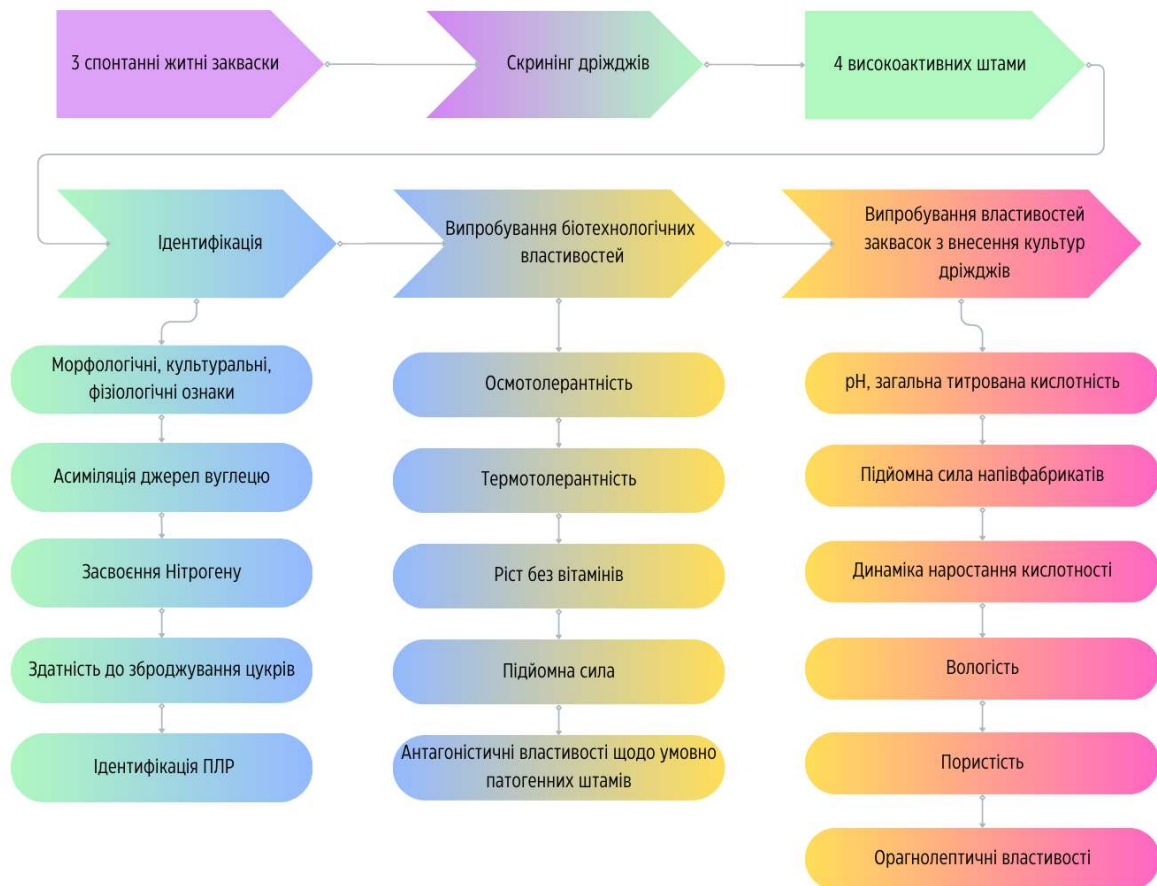 3 спонтанні житні закваски
Скринінг дріжджів
4 високоактивних штами
Ідентифікація
Випробування біотехнологічних
властивостей
Випробування властивостей
заквасок з внесення культур
дріжджів
Морфологічні, культуральні,
фізіологічні ознаки
Асиміляція джерел вуглецю
Засвоєння Нітрогену
Здатність до зброджування цукрів
Ідентифікація ПЛР
Осмотолерантність
Термотолерантність
Ріст без вітамінів
Підйомна сила
Антагоністичні властивості щодо умовно
патогенних штамів
рН, загальна титрована кислотність
Підйомна сила напівфабрикатів
Динаміка наростання кислотності
Вологість
Пористість
Орагнолептичні властивості